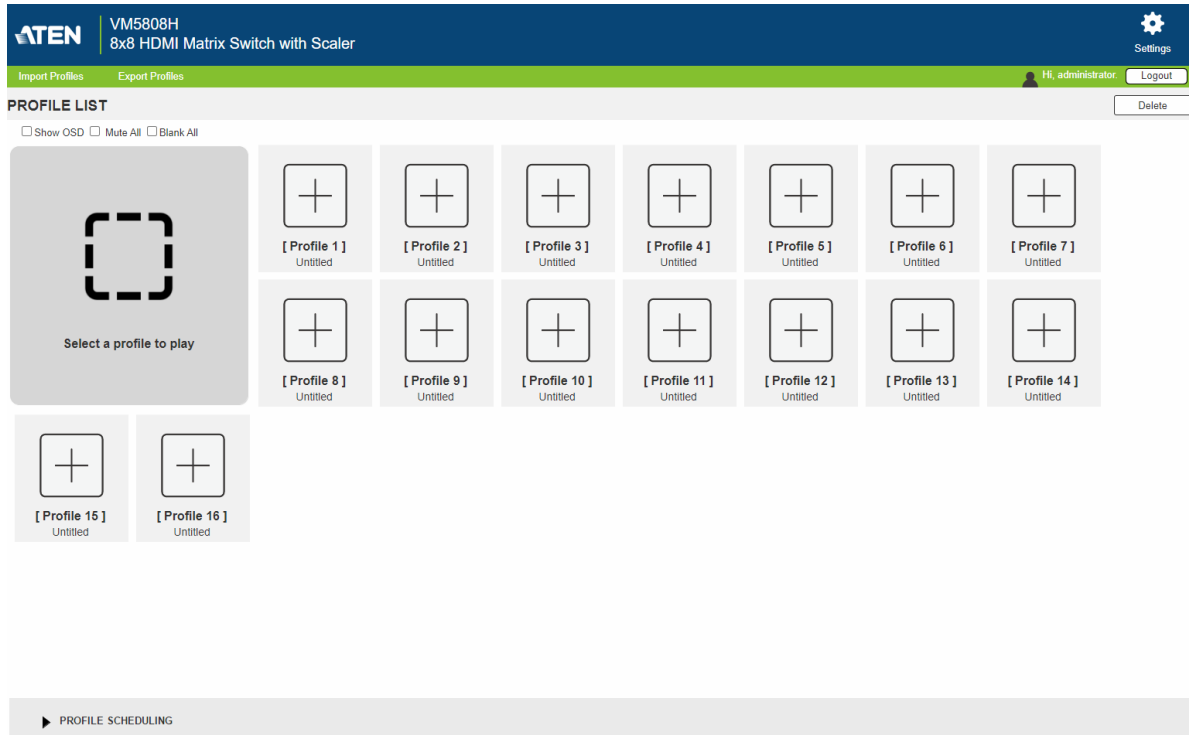 ATEN
VM5808H
8x8 HDMI Matrix Switch with Scaler
Settings
Import Profiles Export Profiles Hi, administrator. Logout
PROFILE LIST Delete
Show OSD Mute All Blank All
Select a profile to play
[ Profile 1 ] [ Profile 2 ] [ Profile 3 ] [ Profile 4 ] [ Profile 5 ] [ Profile 6 ] [ Profile 7 ]
Untitled Untitled Untitled Untitled Untitled Untitled Untitled
[ Profile 8 ] [ Profile 9 ] [ Profile 10 ] [ Profile 11 ] [ Profile 12 ] [ Profile 13 ] [ Profile 14 ]
Untitled Untitled Untitled Untitled Untitled Untitled Untitled
[ Profile 15 ] [ Profile 16 ]
Untitled Untitled
PROFILE SCHEDULING